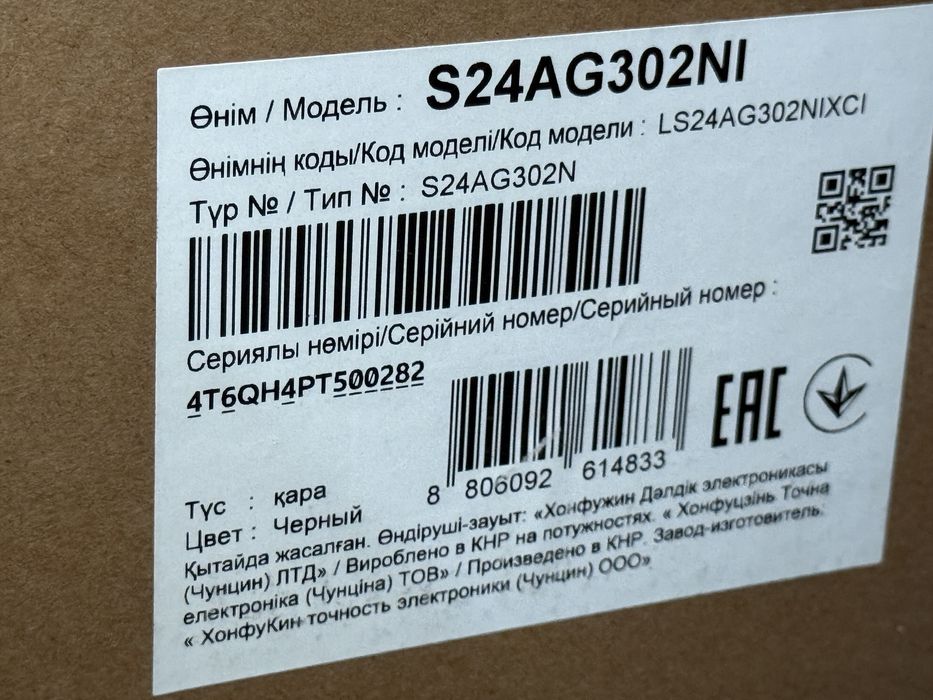 Өнім / Модель : S24AG302NI
Өнімнің коды/Код моделі/Код модели : LS24AG302NIXCI
Түр № / Тип № : S24AG302N
Сериялы нөмірі/Серійний номер/Серийный номер :
4T6QH4PT500282
8 806092 614833
EAC
Түс : қара
Цвет : Черный
Қытайда жасалған. Өндіруші-зауыт: «Хонфужин Дәлдік электроникасы
(Чунцин) ЛТД» / Вироблено в КНР на потужностях. « Хонфуцзінь Точна
електроніка (Чунціна) ТОВ» / Произведено в КНР. Завод-изготовитель:
« ХонфуКин точность электроники (Чунцин) ООО»